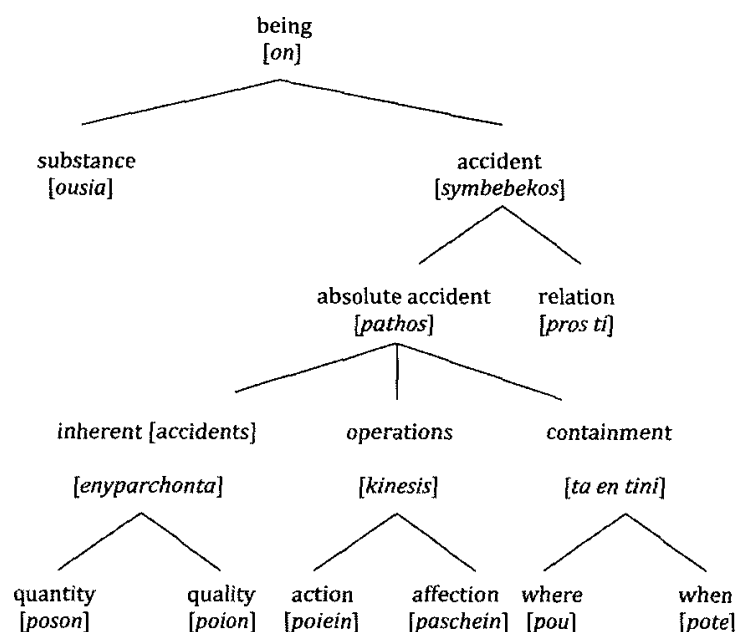 being
[on]
substance
[ousia]
accident
[symbebekos]
absolute accident
[pathos]
relation
[pros ti]
inherent [accidents]
operations
containment
[enyparchonta]
[kinesis]
[ta en tini]
quantity
[poson]
quality
[poion]
action
[poiein]
affection
[paschein]
where
[pou]
when
[pote]